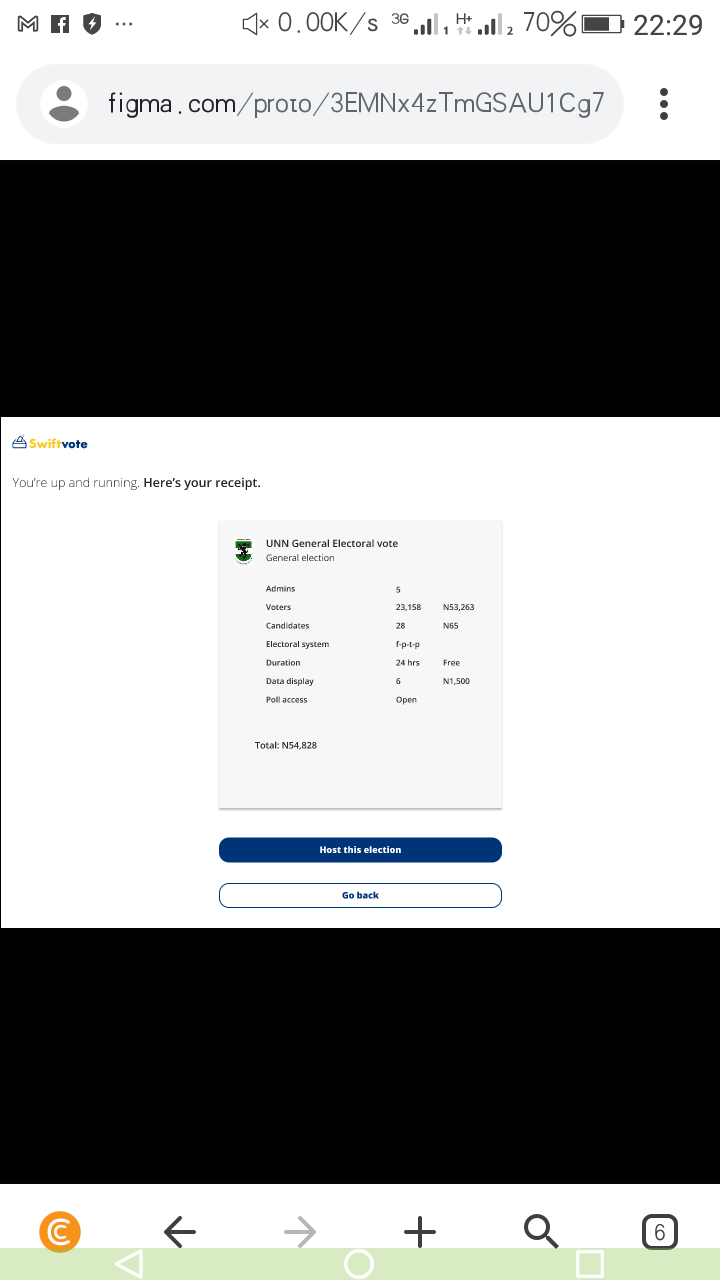 0.00K/s 3G 1 H+ 2 70% 22:29
figma.com/proto/3EMNx4zTmGSAU1Cg7
Swiftvote
You're up and running. Here's your receipt.
UNN General Electoral vote
General election
Admins 5
Voters 23,158 N53,263
Candidates 28 N65
Electoral system f-p-t-p
Duration 24 hrs Free
Data display 6 N1,500
Poll access Open
Total: N54,828
Host this election
Go back
6